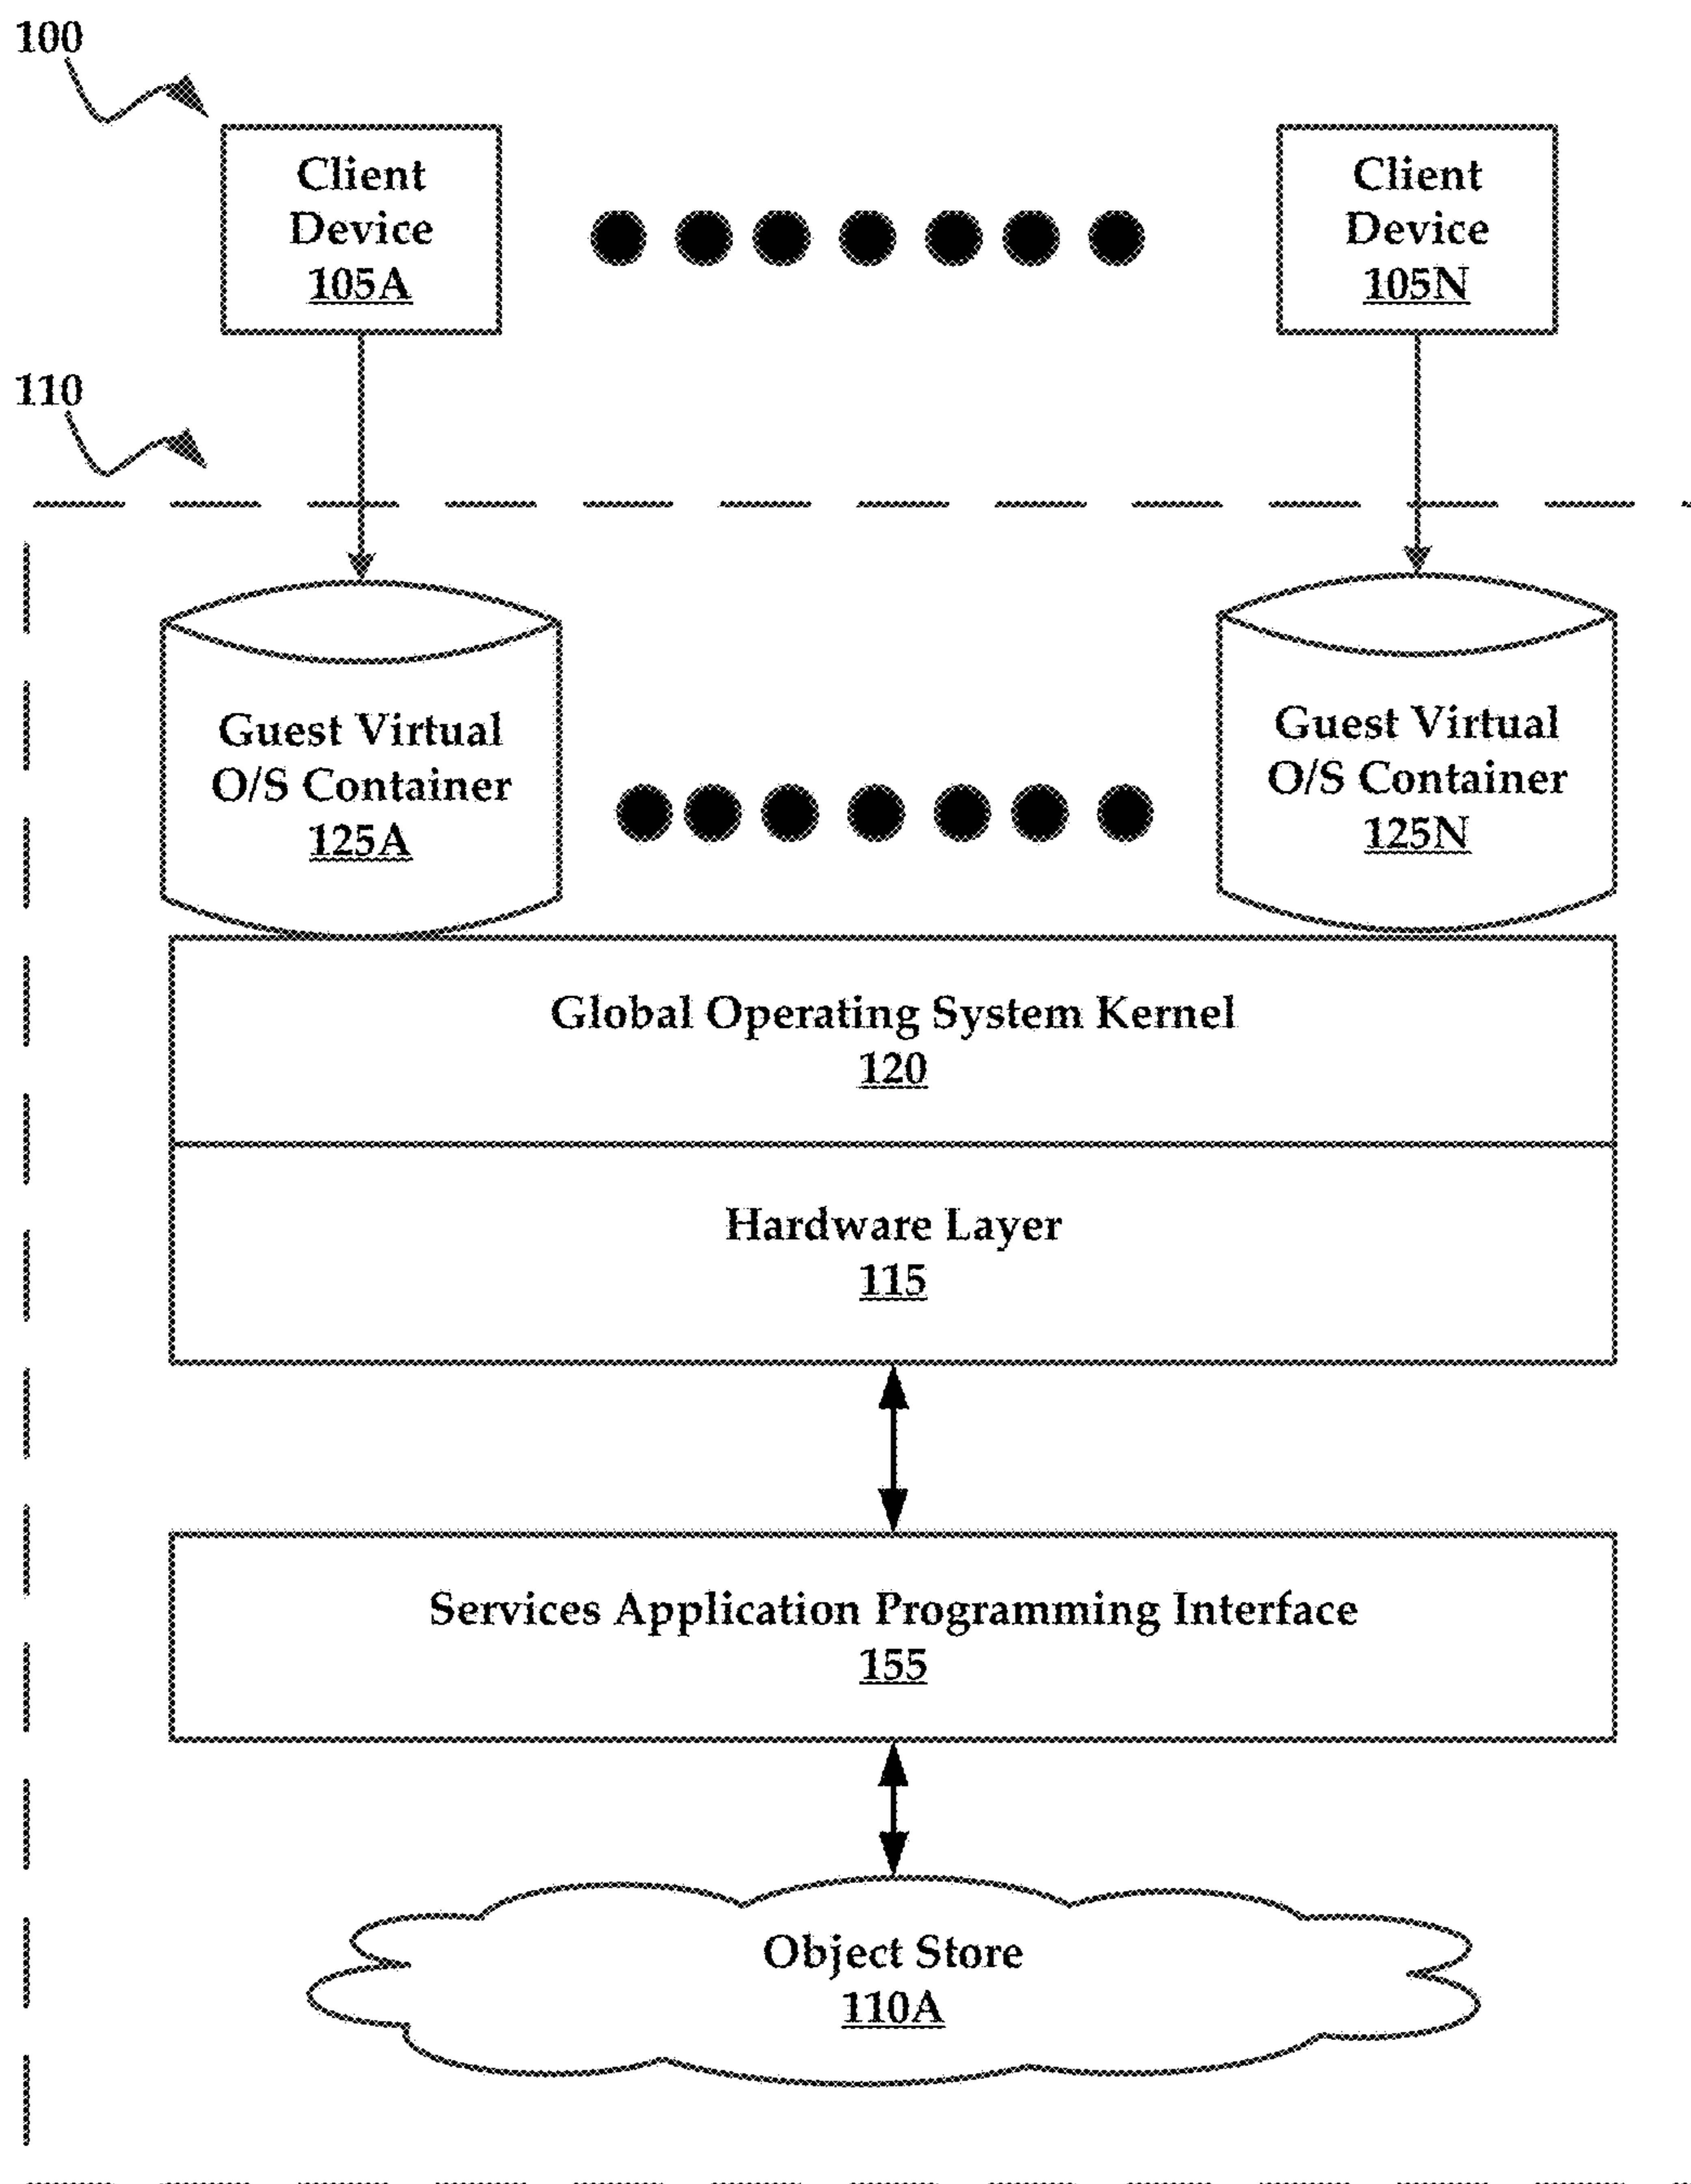 100
Client
Device
105A
Client
Device
105N
110
Guest Virtual
O/S Container
125A
Guest Virtual
O/S Container
125N
Global Operating System Kernel
120
Hardware Layer
115
Services Application Programming Interface
155
Object Store
110A